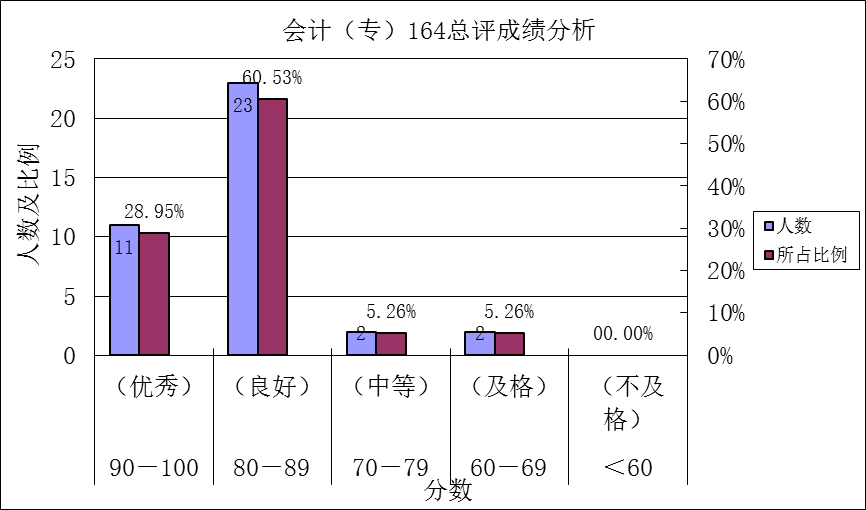 会计（专）164总评成绩分析
人数及比例
25
20
15
10
5
0
70%
60%
50%
40%
30%
20%
10%
0%
11
28.95%
23
60.53%
2
5.26%
2
5.26%
00.00%
（优秀）
（良好）
（中等）
（及格）
（不及
格）
90－100
80－89
70－79
60－69
＜60
分数
人数
所占比例